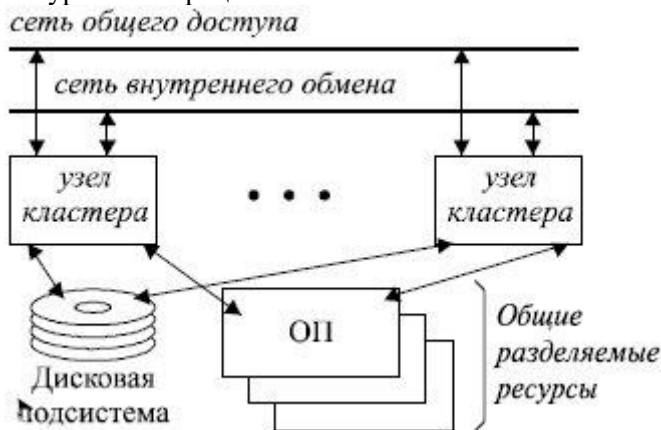 сеть общего доступа
сеть внутреннего обмена
узел
кластера
узел
кластера
ОП
Общие
разделяемые
ресурсы
Дисковая
подсистема